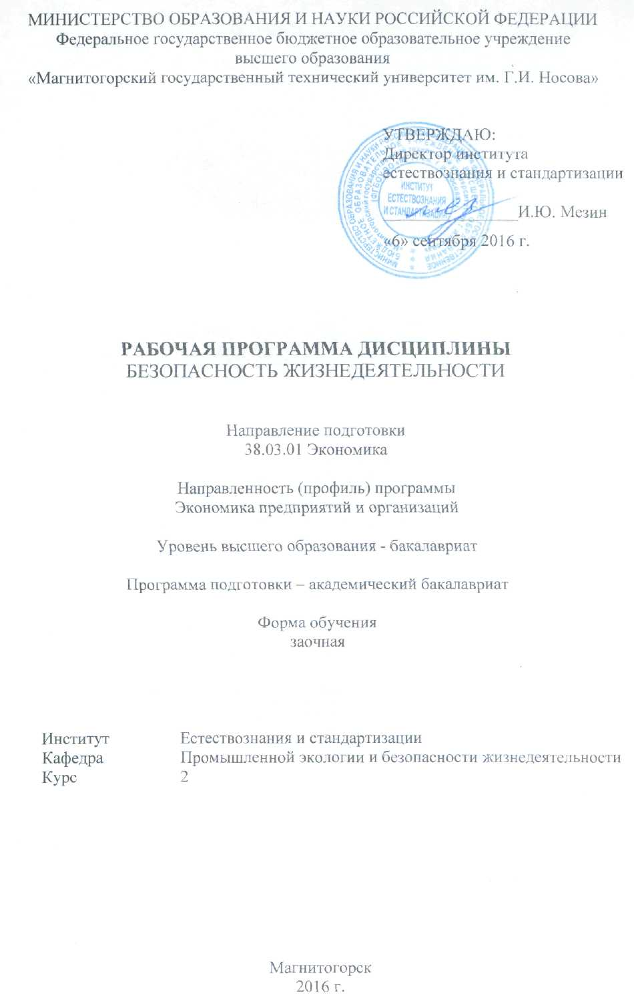 МИНИСТЕРСТВО ОБРАЗОВАНИЯ И НАУКИ РОССИЙСКОЙ ФЕДЕРАЦИИ
Федеральное государственное бюджетное образовательное учреждение
высшего образования
«Магнитогорский государственный технический университет им. Г.И. Носова»
УТВЕРЖДАЮ:
Директор института
естествознания и стандартизации
ИНСТИТУТ
ЕСТЕСТВОЗНАНИЯ
И СТАНДАРТИЗАЦИИ
И.Ю. Мезин
«6» сентября 2016 г.
РАБОЧАЯ ПРОГРАММА ДИСЦИПЛИНЫ
БЕЗОПАСНОСТЬ ЖИЗНЕДЕЯТЕЛЬНОСТИ
Направление подготовки
38.03.01 Экономика
Направленность (профиль) программы
Экономика предприятий и организаций
Уровень высшего образования - бакалавриат
Программа подготовки – академический бакалавриат
Форма обучения
заочная
Институт Естествознания и стандартизации
Кафедра Промышленной экологии и безопасности жизнедеятельности
Курс 2
Магнитогорск
2016 г.